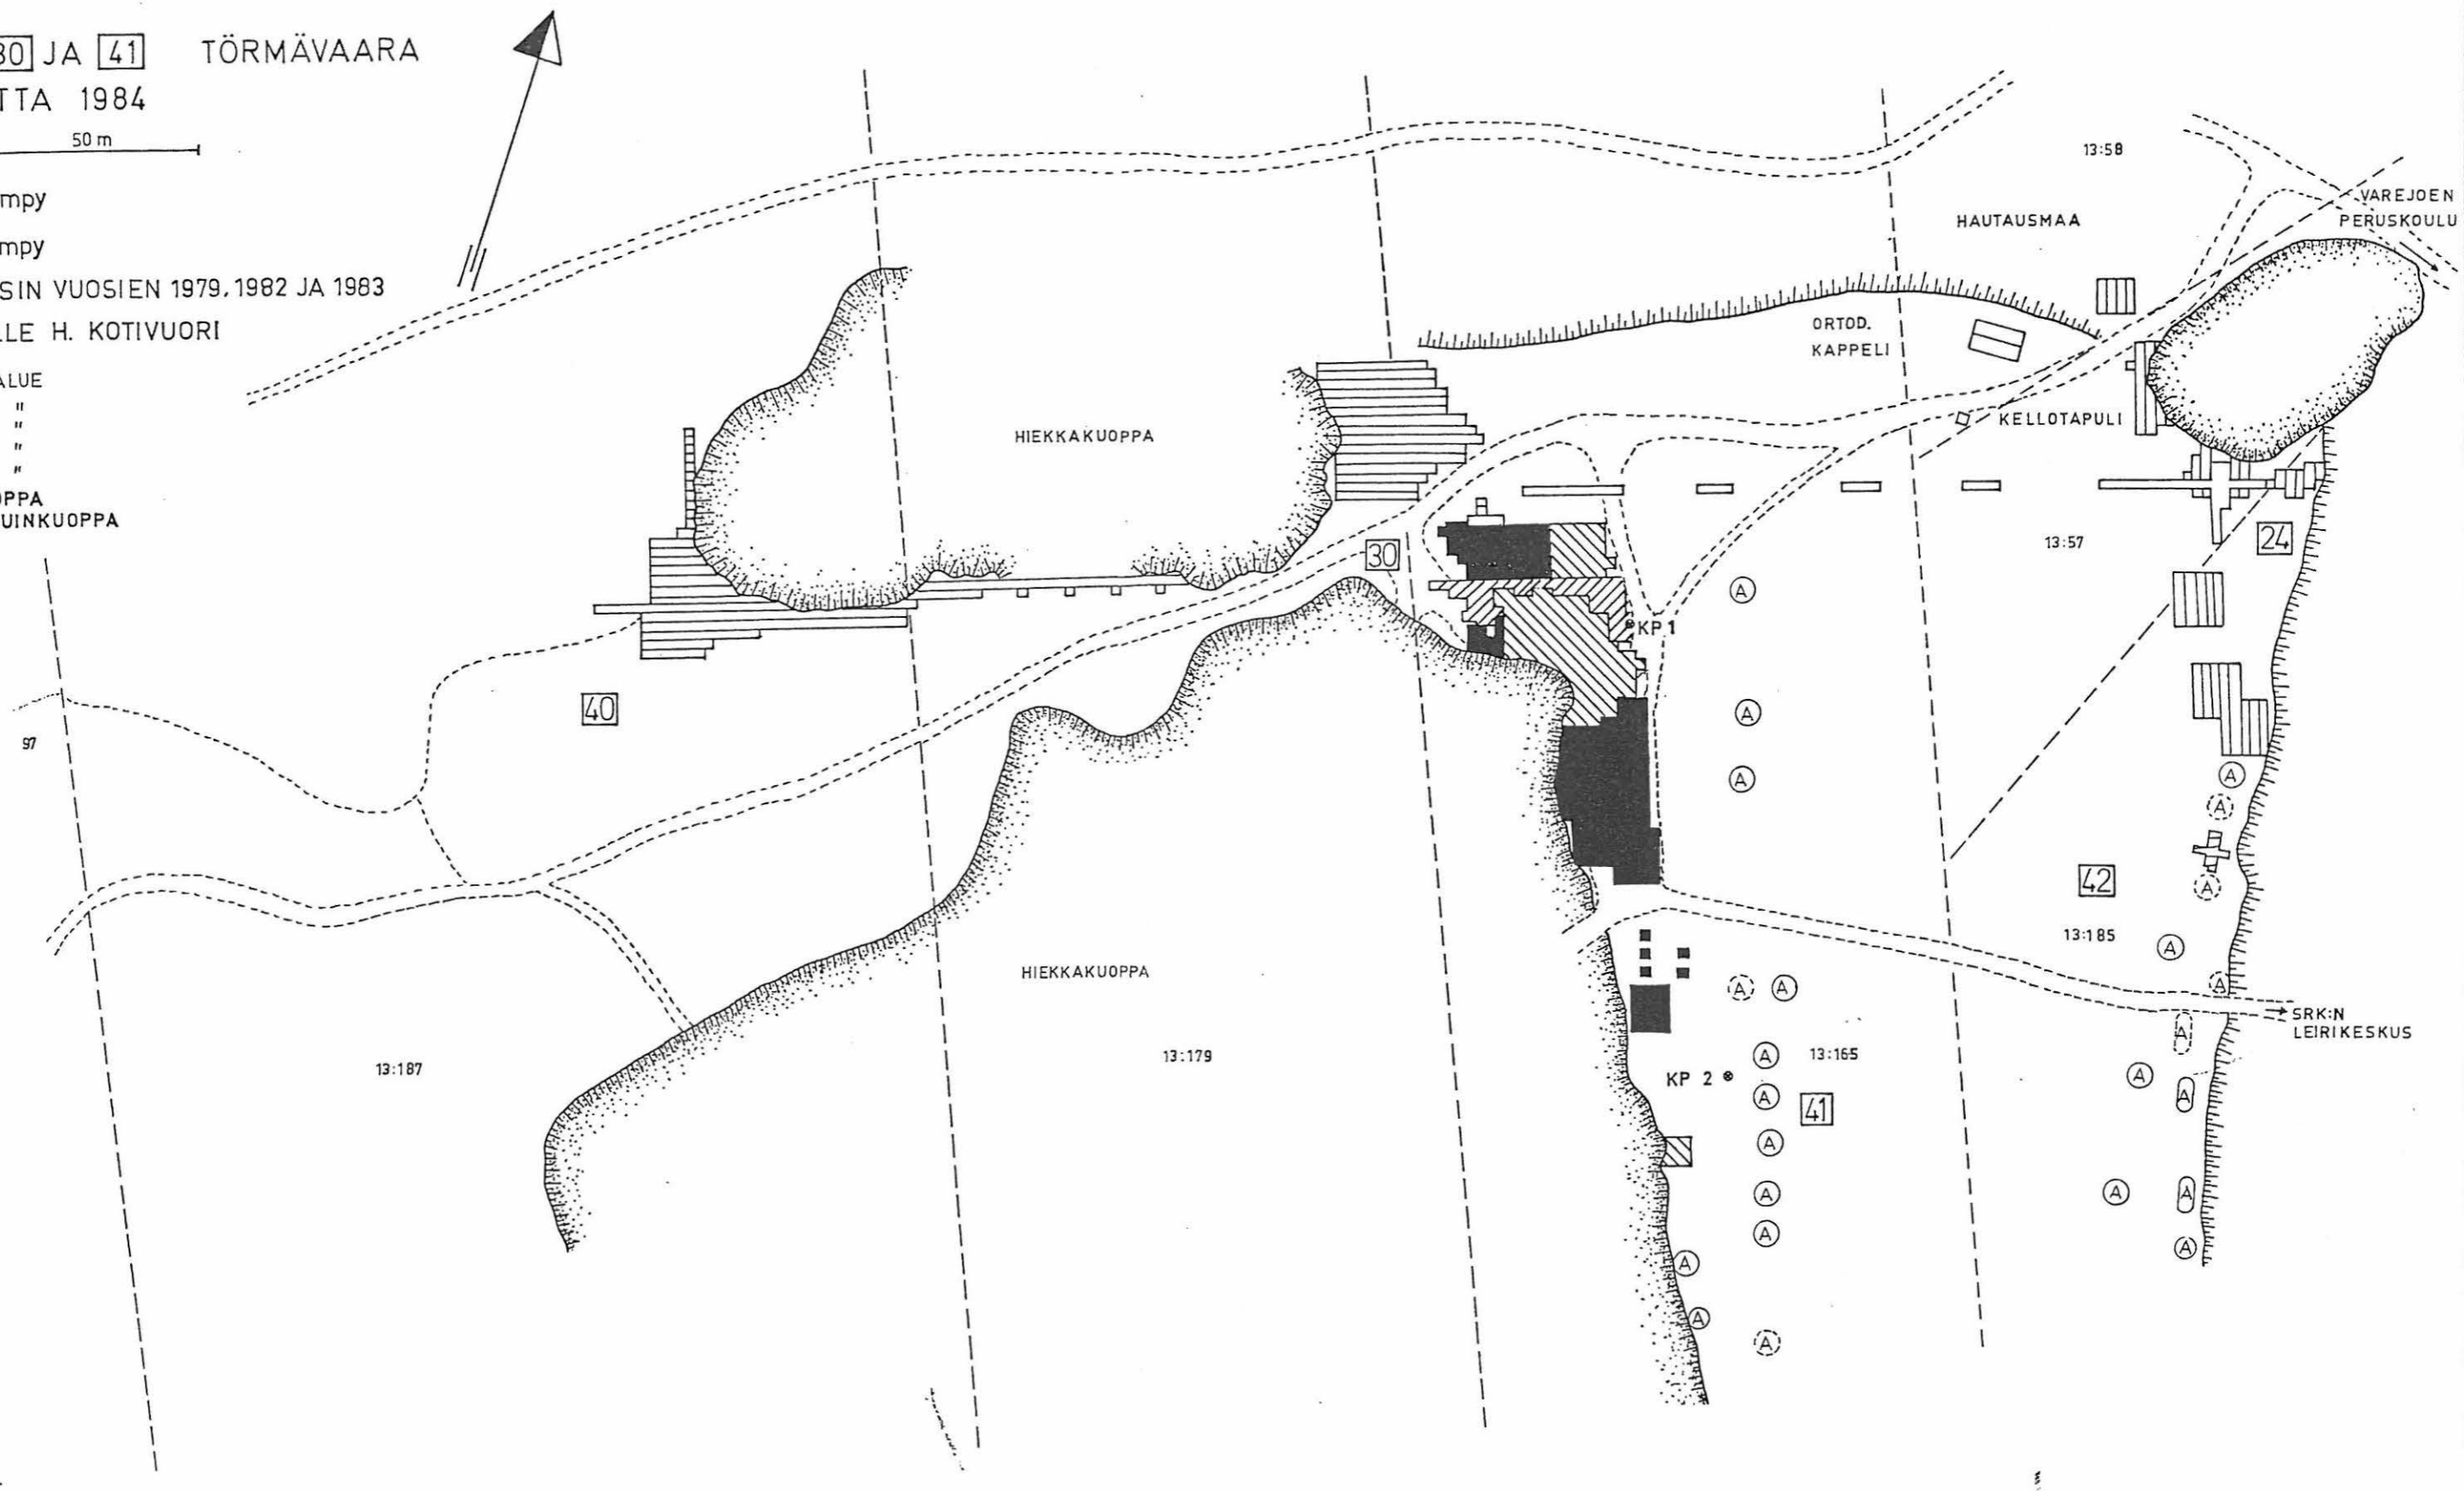 30 JA 41 TÖRMÄVAARA
TTA 1984
50 m
mpy
mpy
SIN VUOSIEN 1979, 1982 JA 1983
LLE H. KOTIVUORI
ALUE
"
"
"
"
OPPA
UINKUOPPA
13:58
VAREJOEN
PERUSKOULU
HAUTAUSMAA
ORTOD.
KAPPELI
KELLOTAPULI
HIEKKAKUOPPA
30
24
13:57
A
KP 1
40
A
97
A
A
A
42
A
13:185
A
HIEKKAKUOPPA
A
A
A
SRK:N
LEIRIKESKUS
A
13:187
13:179
A
13:165
KP 2
A
A
A
41
A
A
A
A
A
A
A
A
A